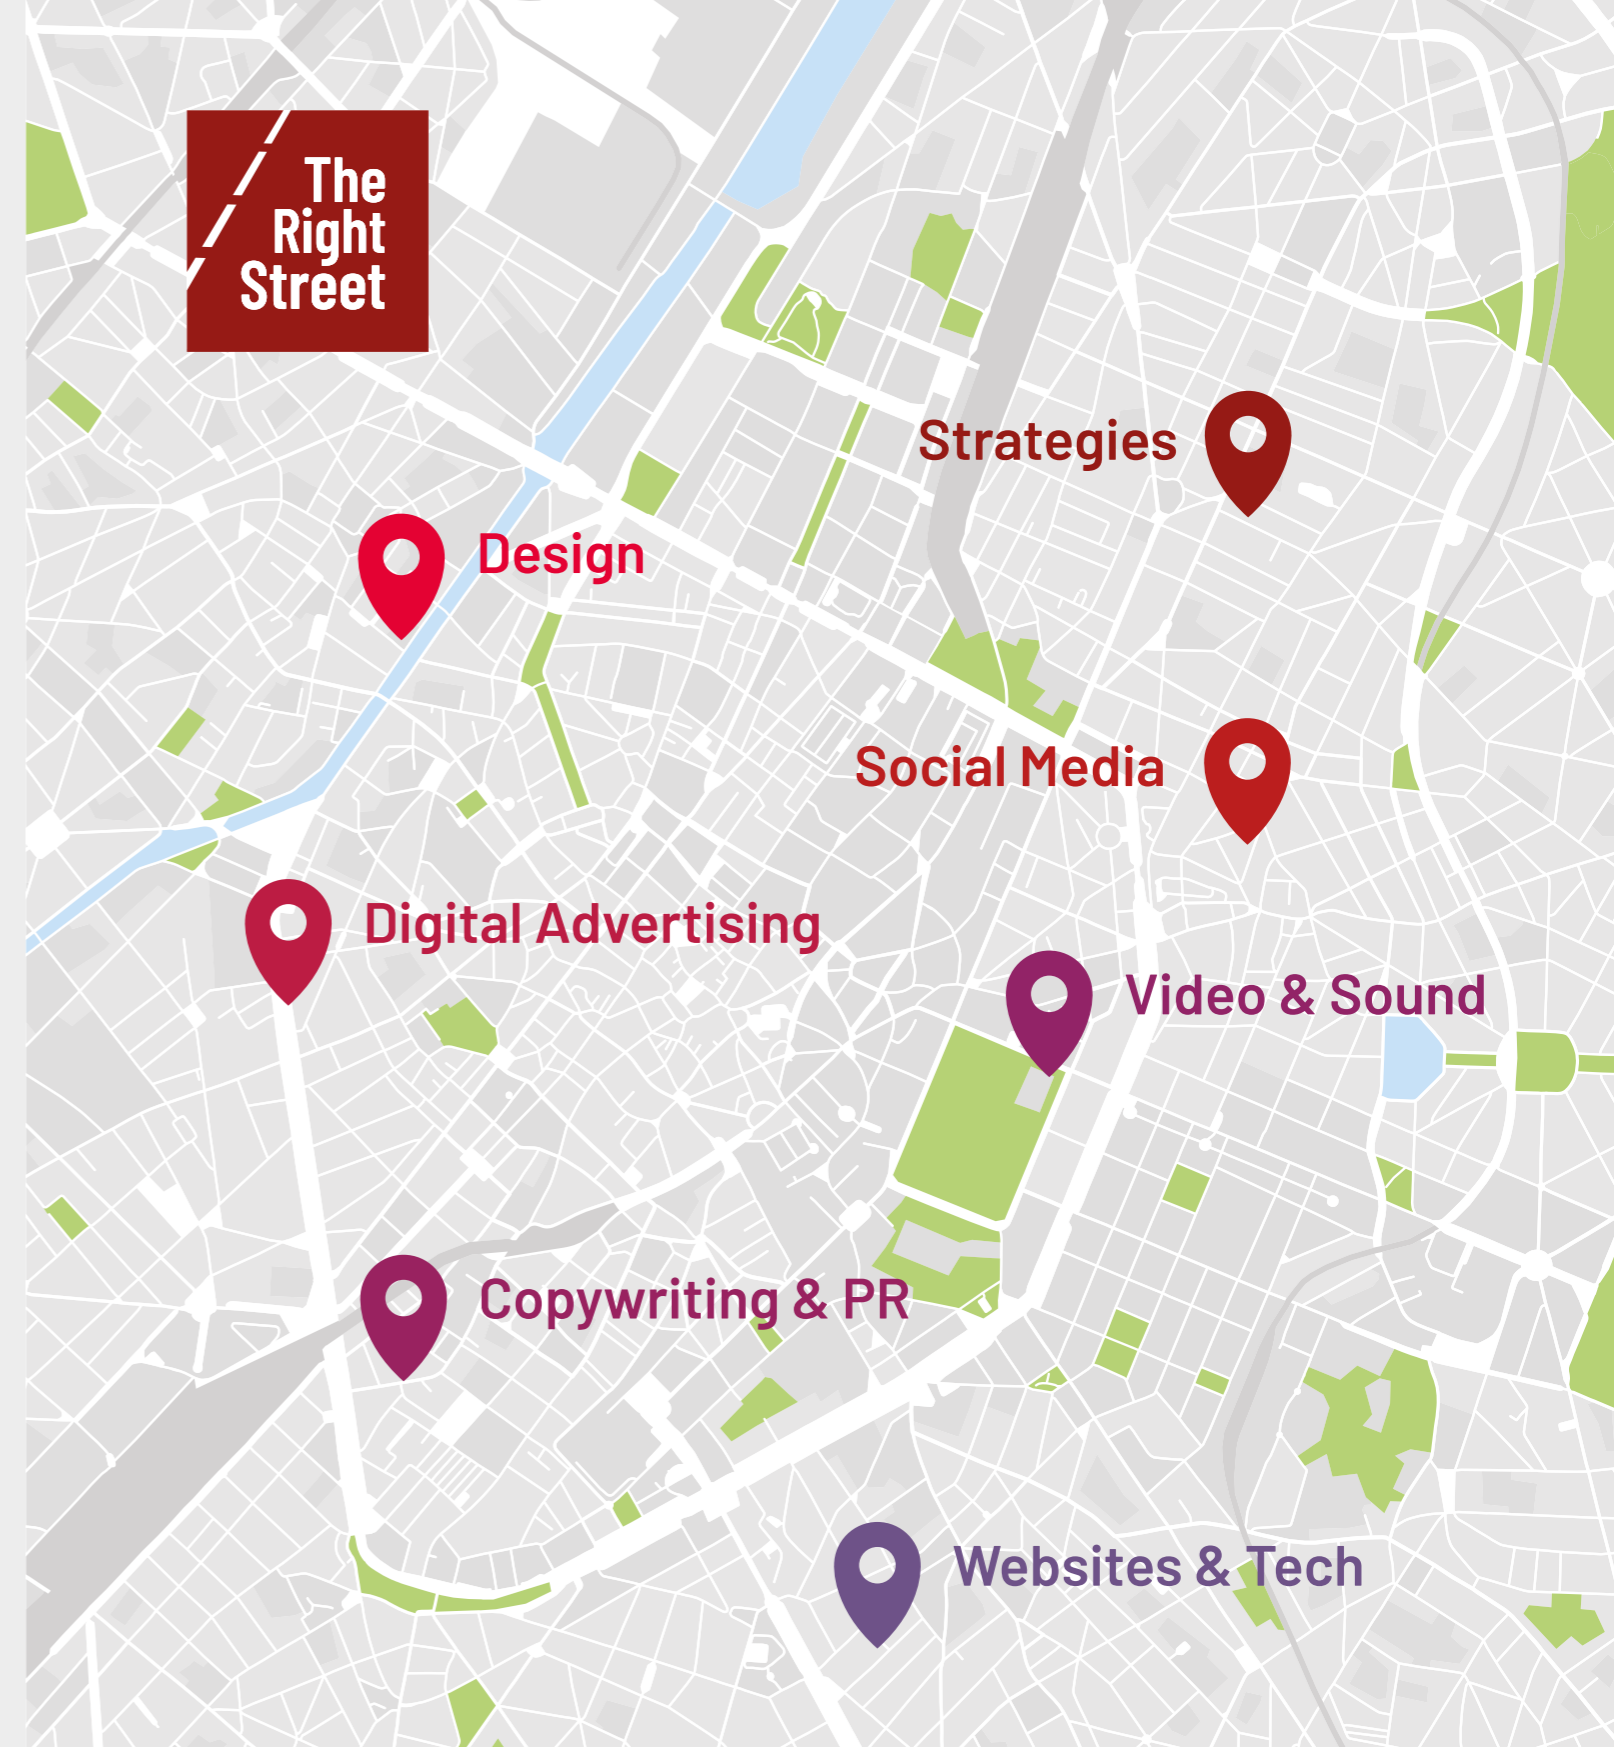 The
Right
Street
Strategies
Design
Social Media
Digital Advertising
Video & Sound
Copywriting & PR
Websites & Tech